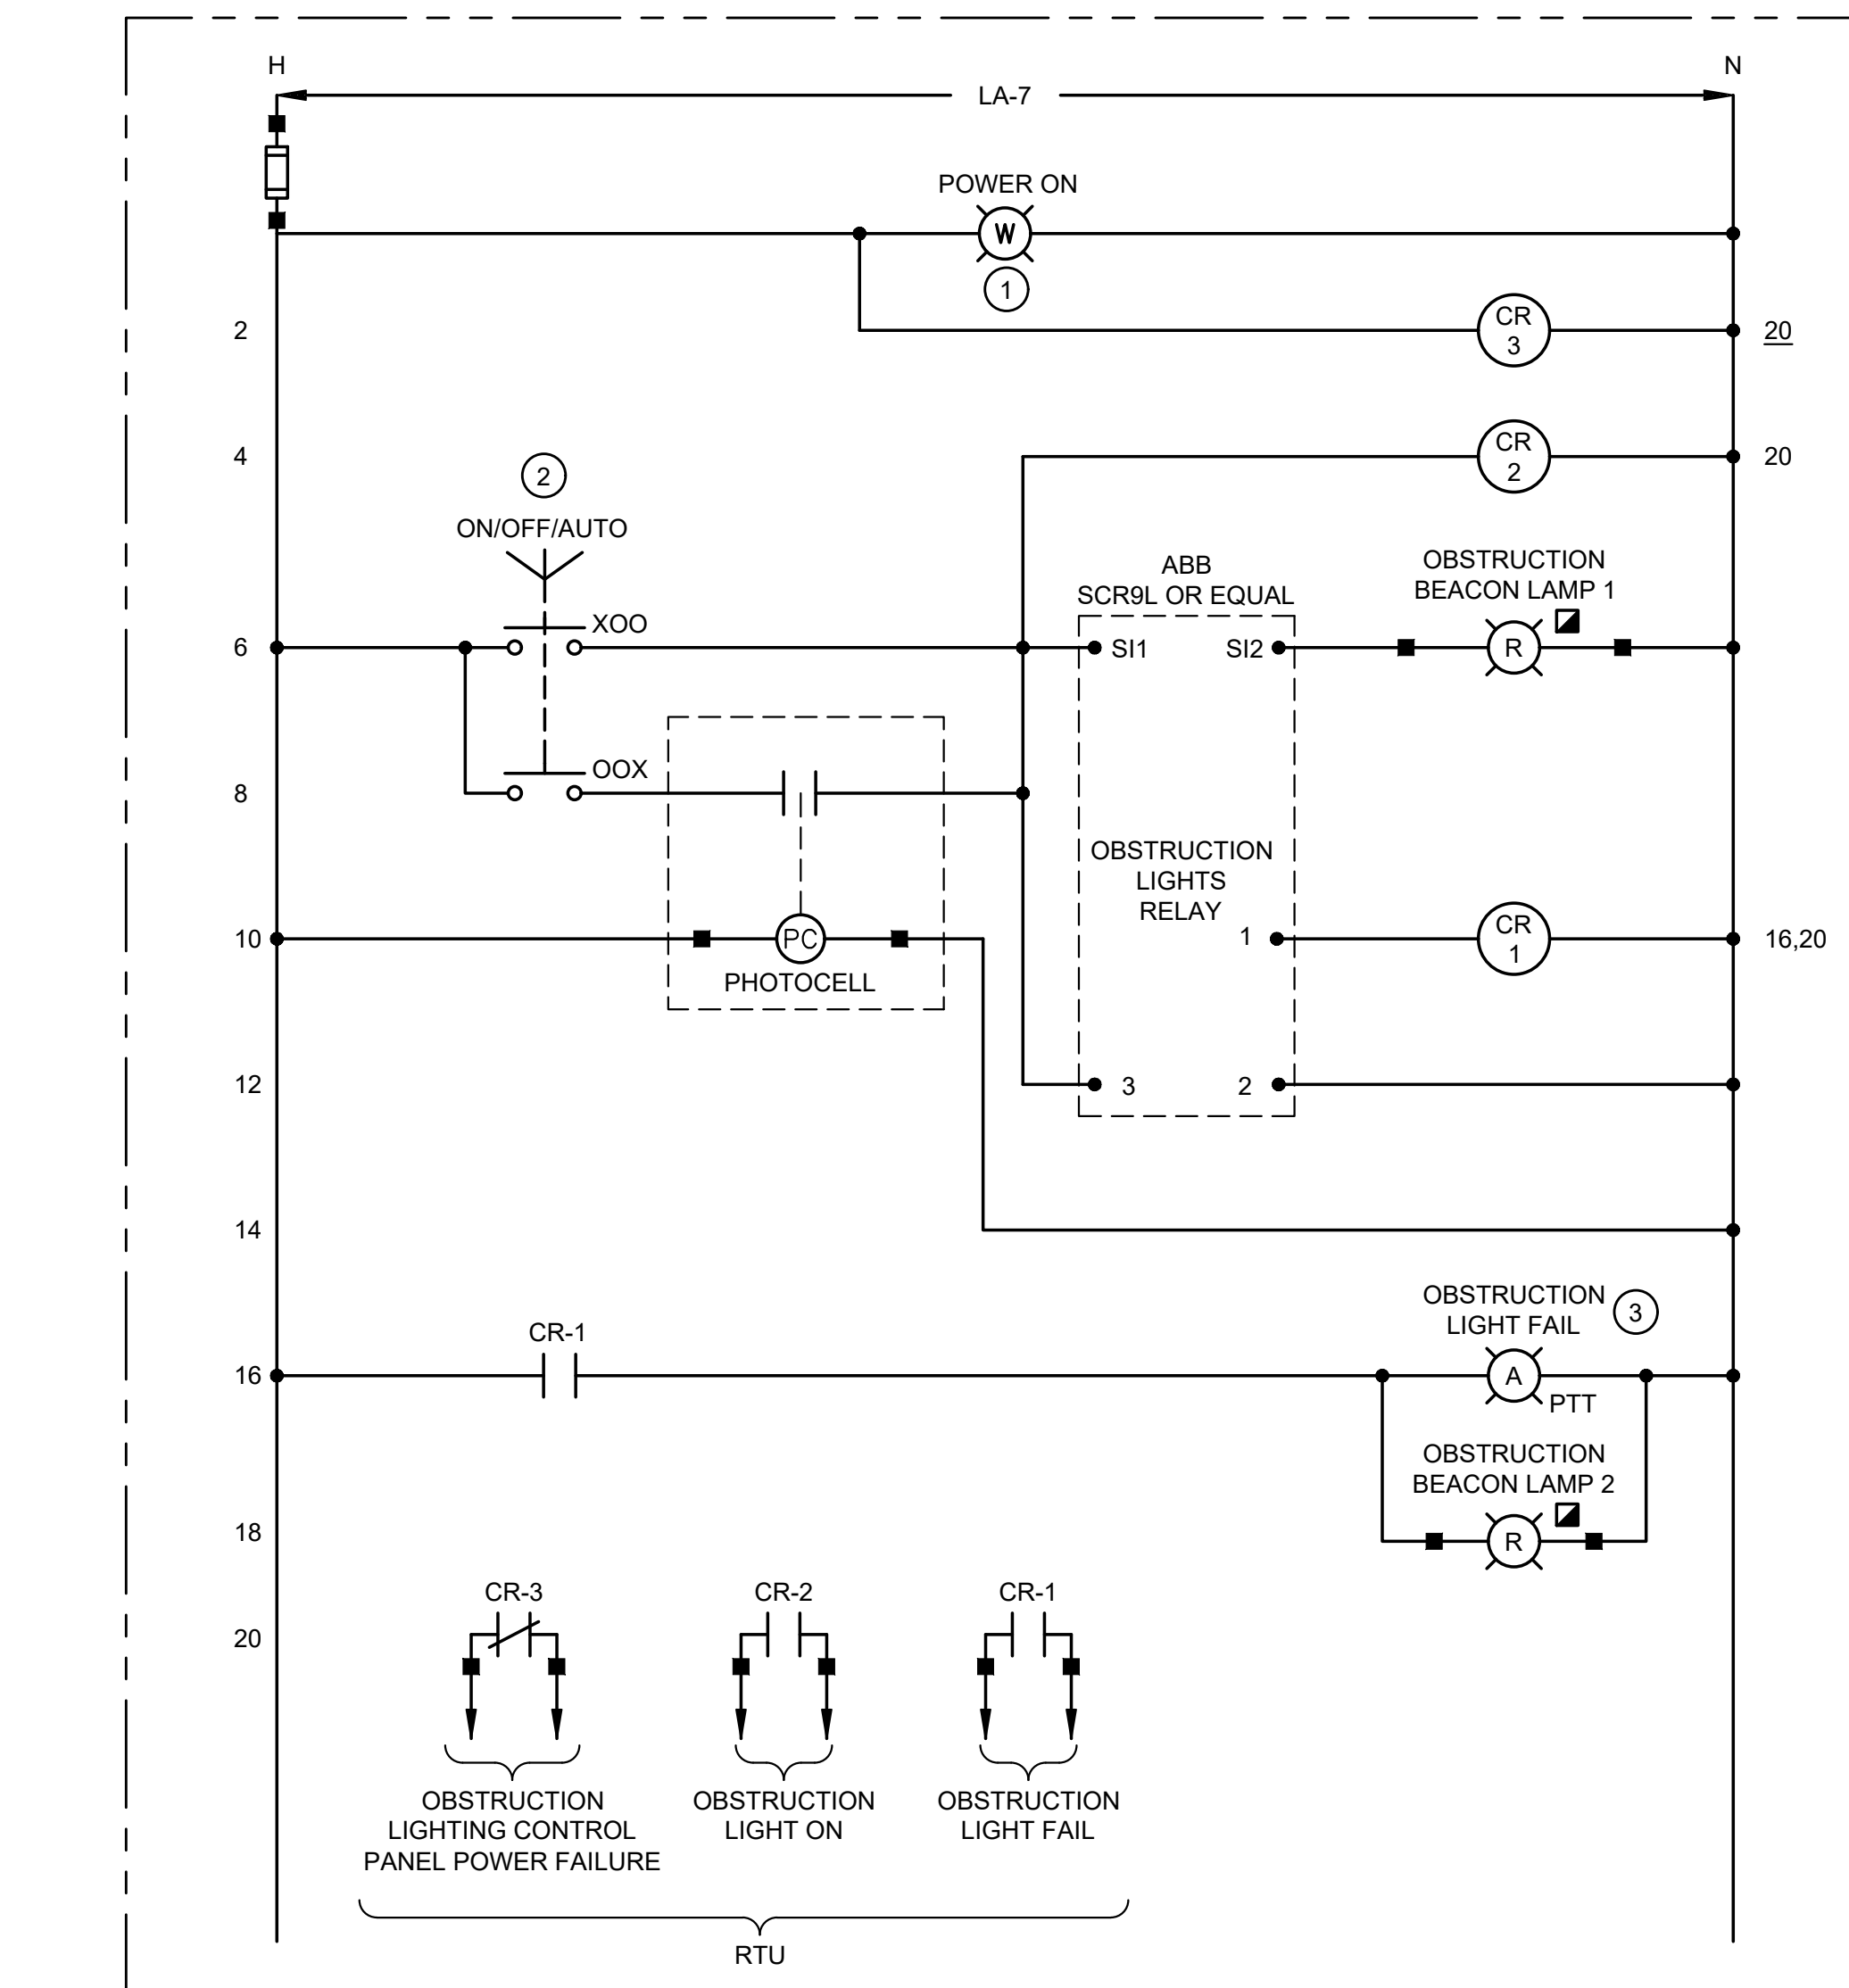 H
N
LA-7
POWER ON
W
1
2
CR
3
20
4
CR
2
20
2
ON/OFF/AUTO
ABB
SCR9L OR EQUAL
OBSTRUCTION
BEACON LAMP 1
XOO
6
SI1
SI2
R
OOX
8
OBSTRUCTION
LIGHTS
RELAY
10
PC
PHOTOCELL
1
CR
1
16,20
12
3
2
14
OBSTRUCTION
LIGHT FAIL
3
CR-1
16
A
PTT
OBSTRUCTION
BEACON LAMP 2
18
R
CR-3
CR-2
CR-1
20
OBSTRUCTION
LIGHTING CONTROL
PANEL POWER FAILURE
OBSTRUCTION
LIGHT ON
OBSTRUCTION
LIGHT FAIL
RTU